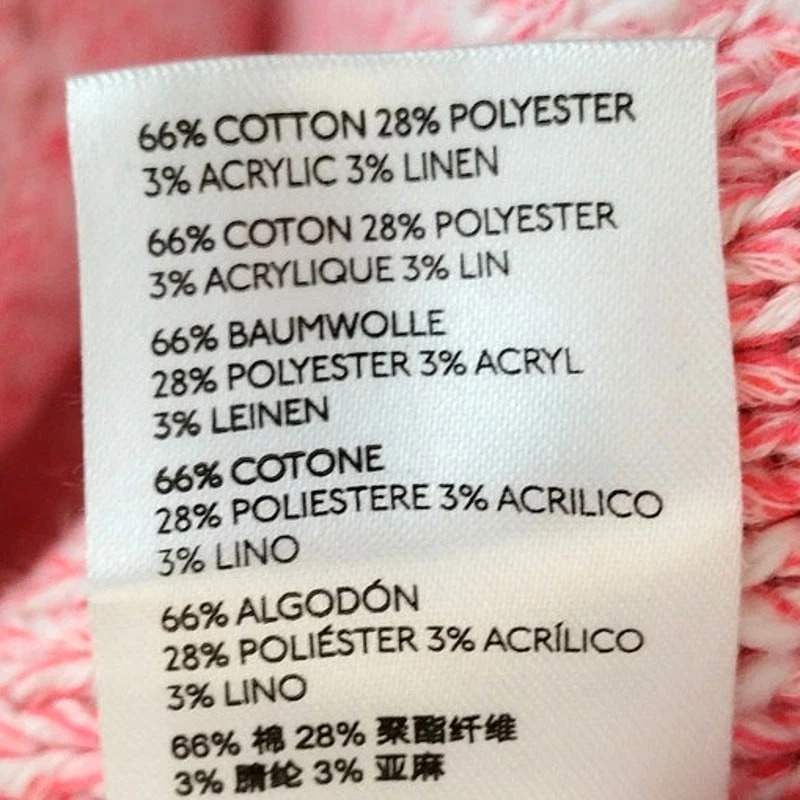 66% COTTON 28% POLYESTER
3% ACRYLIC 3% LINEN
66% COTON 28% POLYESTER
3% ACRYLIQUE 3% LIN
66% BAUMWOLLE
28% POLYESTER 3% ACRYL
3% LEINEN
66% COTONE
28% POLIESTERE 3% ACRILICO
3% LINO
66% ALGODÓN
28% POLIÉSTER 3% ACRÍLICO
3% LINO
66% 棉 28% 聚酯纤维
3% 腈纶 3% 亚麻